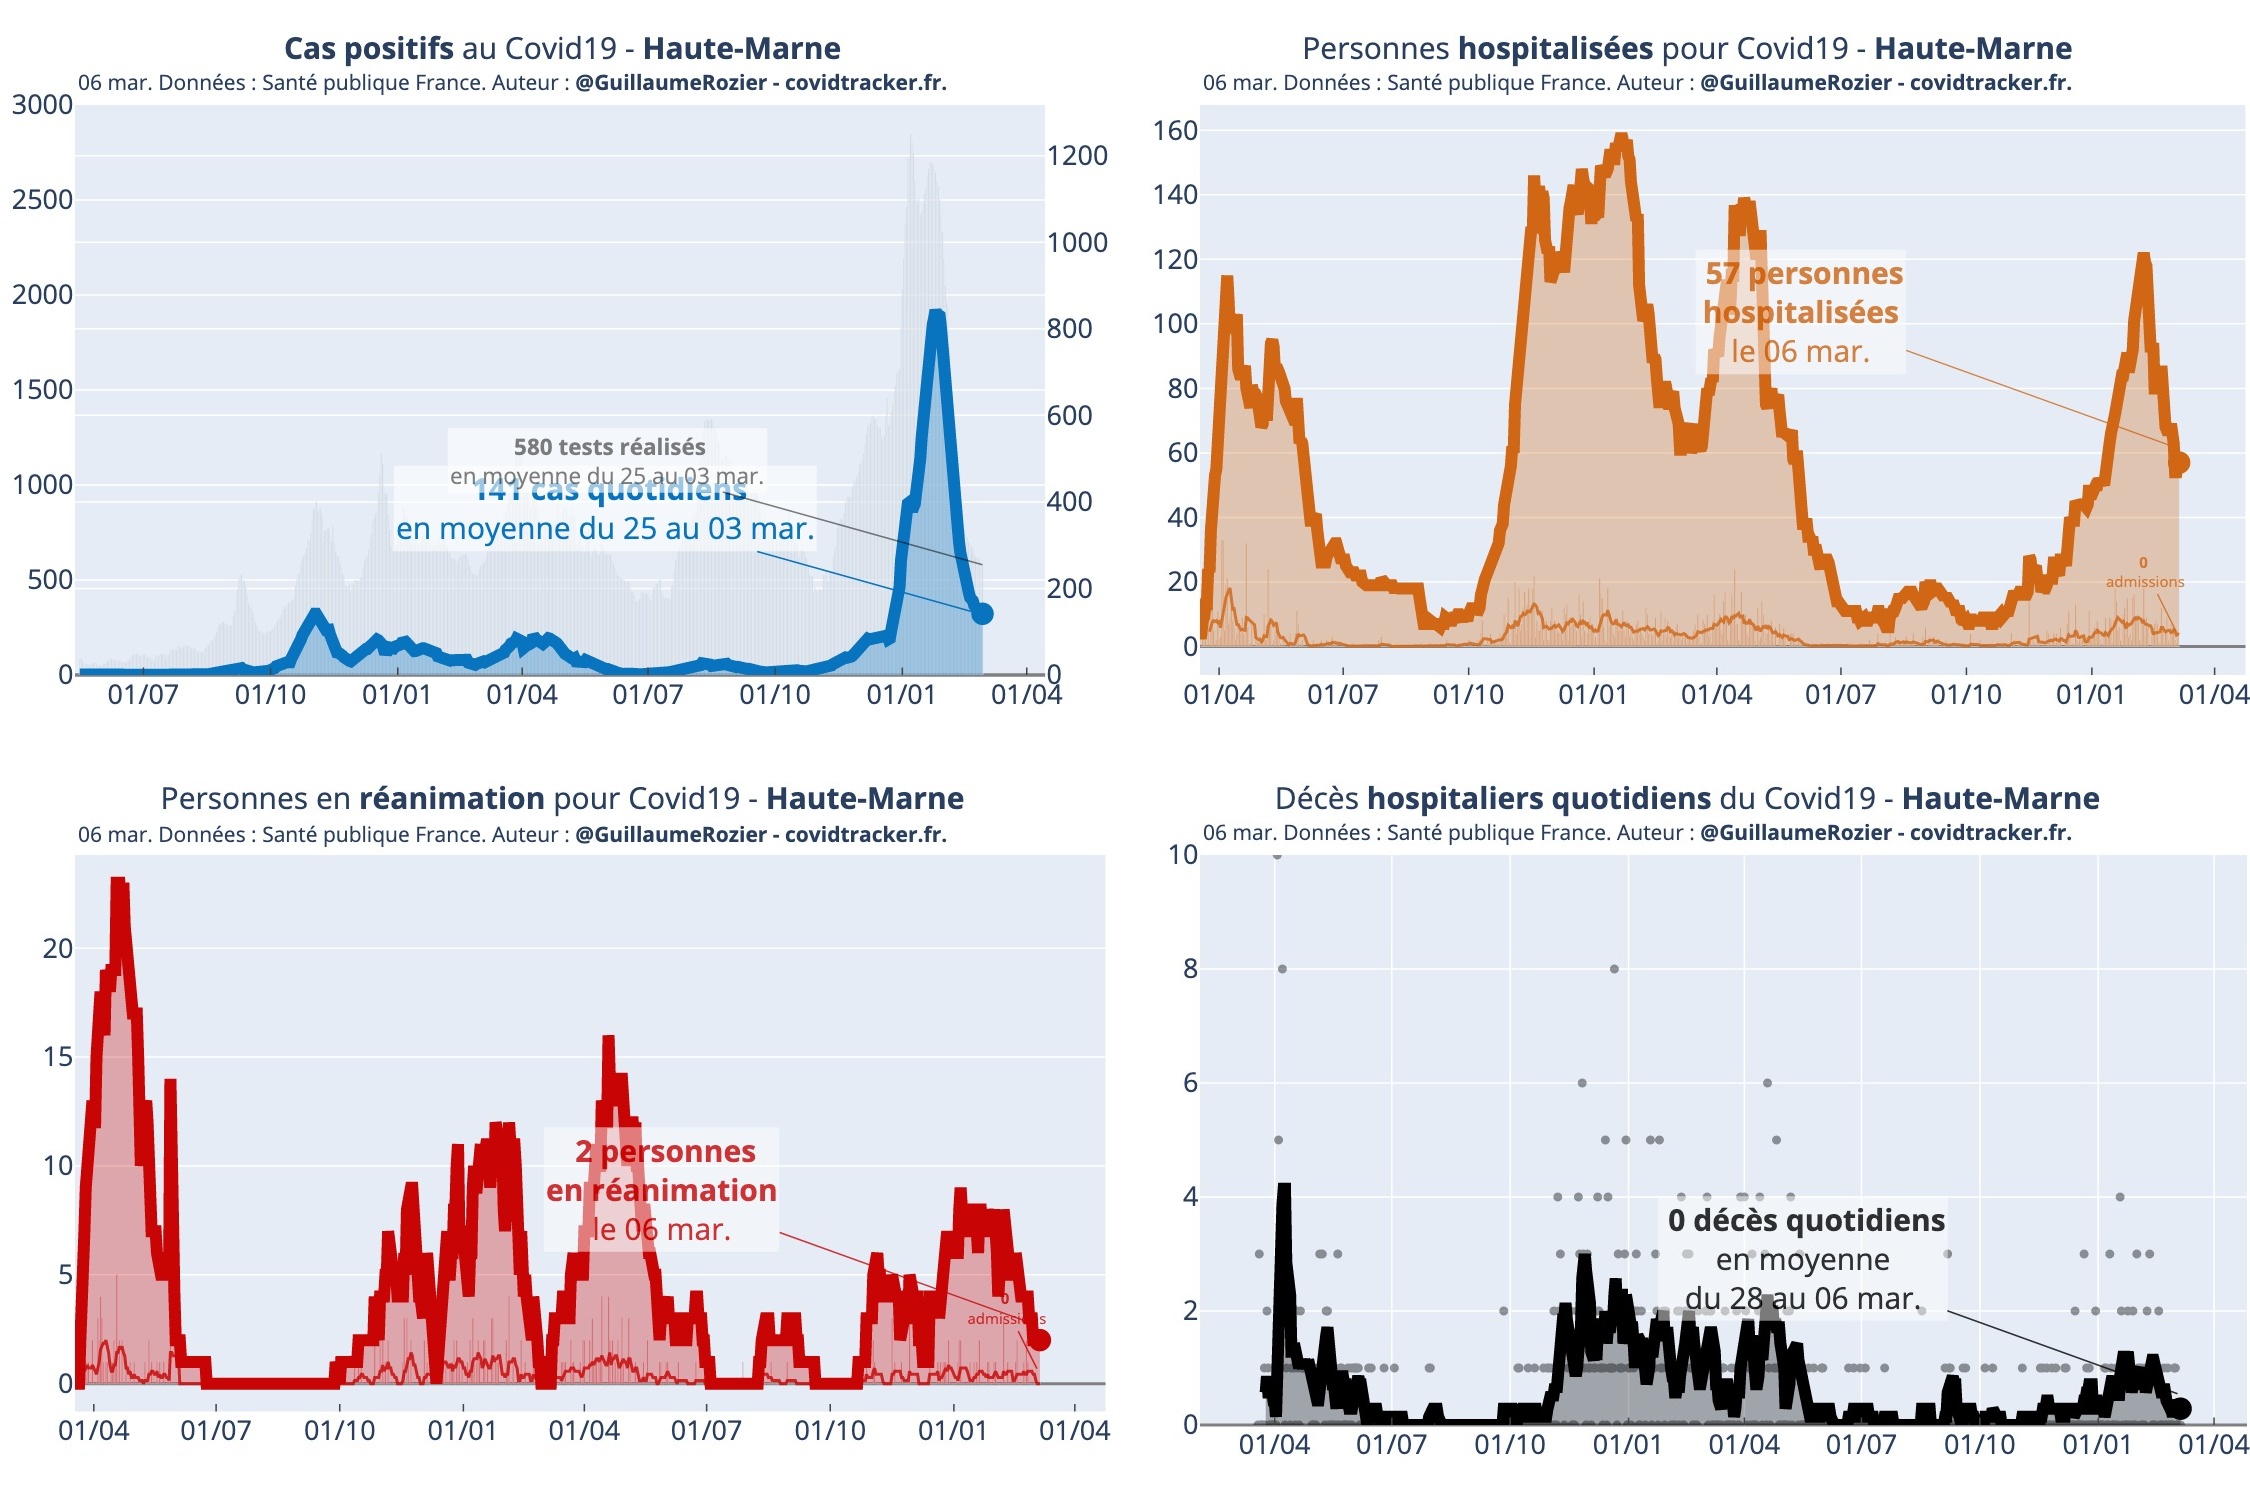 Cas positifs au Covid19 - Haute-Marne
06 mar. Données : Santé publique France. Auteur : @GuillaumeRozier - covidtracker.fr.
3000
2500
2000
1500
1000
500
0
1200
1000
800
600
400
200
0
580 tests réalisés
en moyenne du 25 au 03 mar.
141 cas quotidiens
en moyenne du 25 au 03 mar.
01/07 01/10 01/01 01/04 01/07 01/10 01/01 01/04
Personnes hospitalisées pour Covid19 - Haute-Marne
06 mar. Données : Santé publique France. Auteur : @GuillaumeRozier - covidtracker.fr.
160
140
120
100
80
60
40
20
0
57 personnes
hospitalisées
le 06 mar.
0
admissions
01/04 01/07 01/10 01/01 01/04 01/07 01/10 01/01 01/04
Personnes en réanimation pour Covid19 - Haute-Marne
06 mar. Données : Santé publique France. Auteur : @GuillaumeRozier - covidtracker.fr.
20
15
10
5
0
2 personnes
en réanimation
le 06 mar.
0
admissions
01/04 01/07 01/10 01/01 01/04 01/07 01/10 01/01 01/04
Décès hospitaliers quotidiens du Covid19 - Haute-Marne
06 mar. Données : Santé publique France. Auteur : @GuillaumeRozier - covidtracker.fr.
10
8
6
4
2
0
0 décès quotidiens
en moyenne
du 28 au 06 mar.
01/04 01/07 01/10 01/01 01/04 01/07 01/10 01/01 01/04